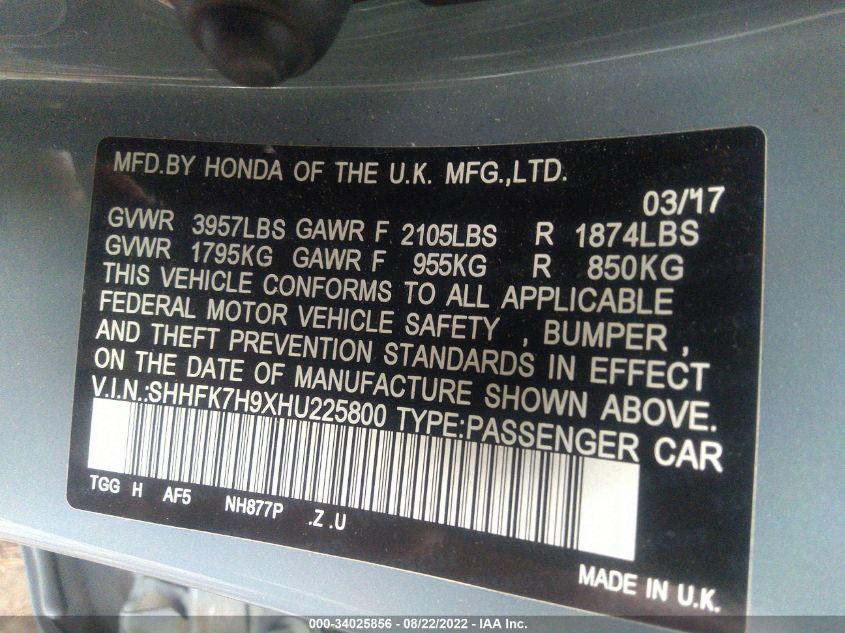 MFD.BY HONDA OF THE U.K. MFG.,LTD.
03/'17
GVWR 3957LBS GAWR F 2105LBS R 1874LBS
GVWR 1795KG GAWR F 955KG R 850KG
THIS VEHICLE CONFORMS TO ALL APPLICABLE
FEDERAL MOTOR VEHICLE SAFETY , BUMPER ,
AND THEFT PREVENTION STANDARDS IN EFFECT
ON THE DATE OF MANUFACTURE SHOWN ABOVE.
V.I.N.:SHHFK7H9XHU225800 TYPE:PASSENGER CAR
TGG H AF5 NH877P .Z .U
MADE IN U.K.
000-34025856 - 08/22/2022 - IAA Inc.